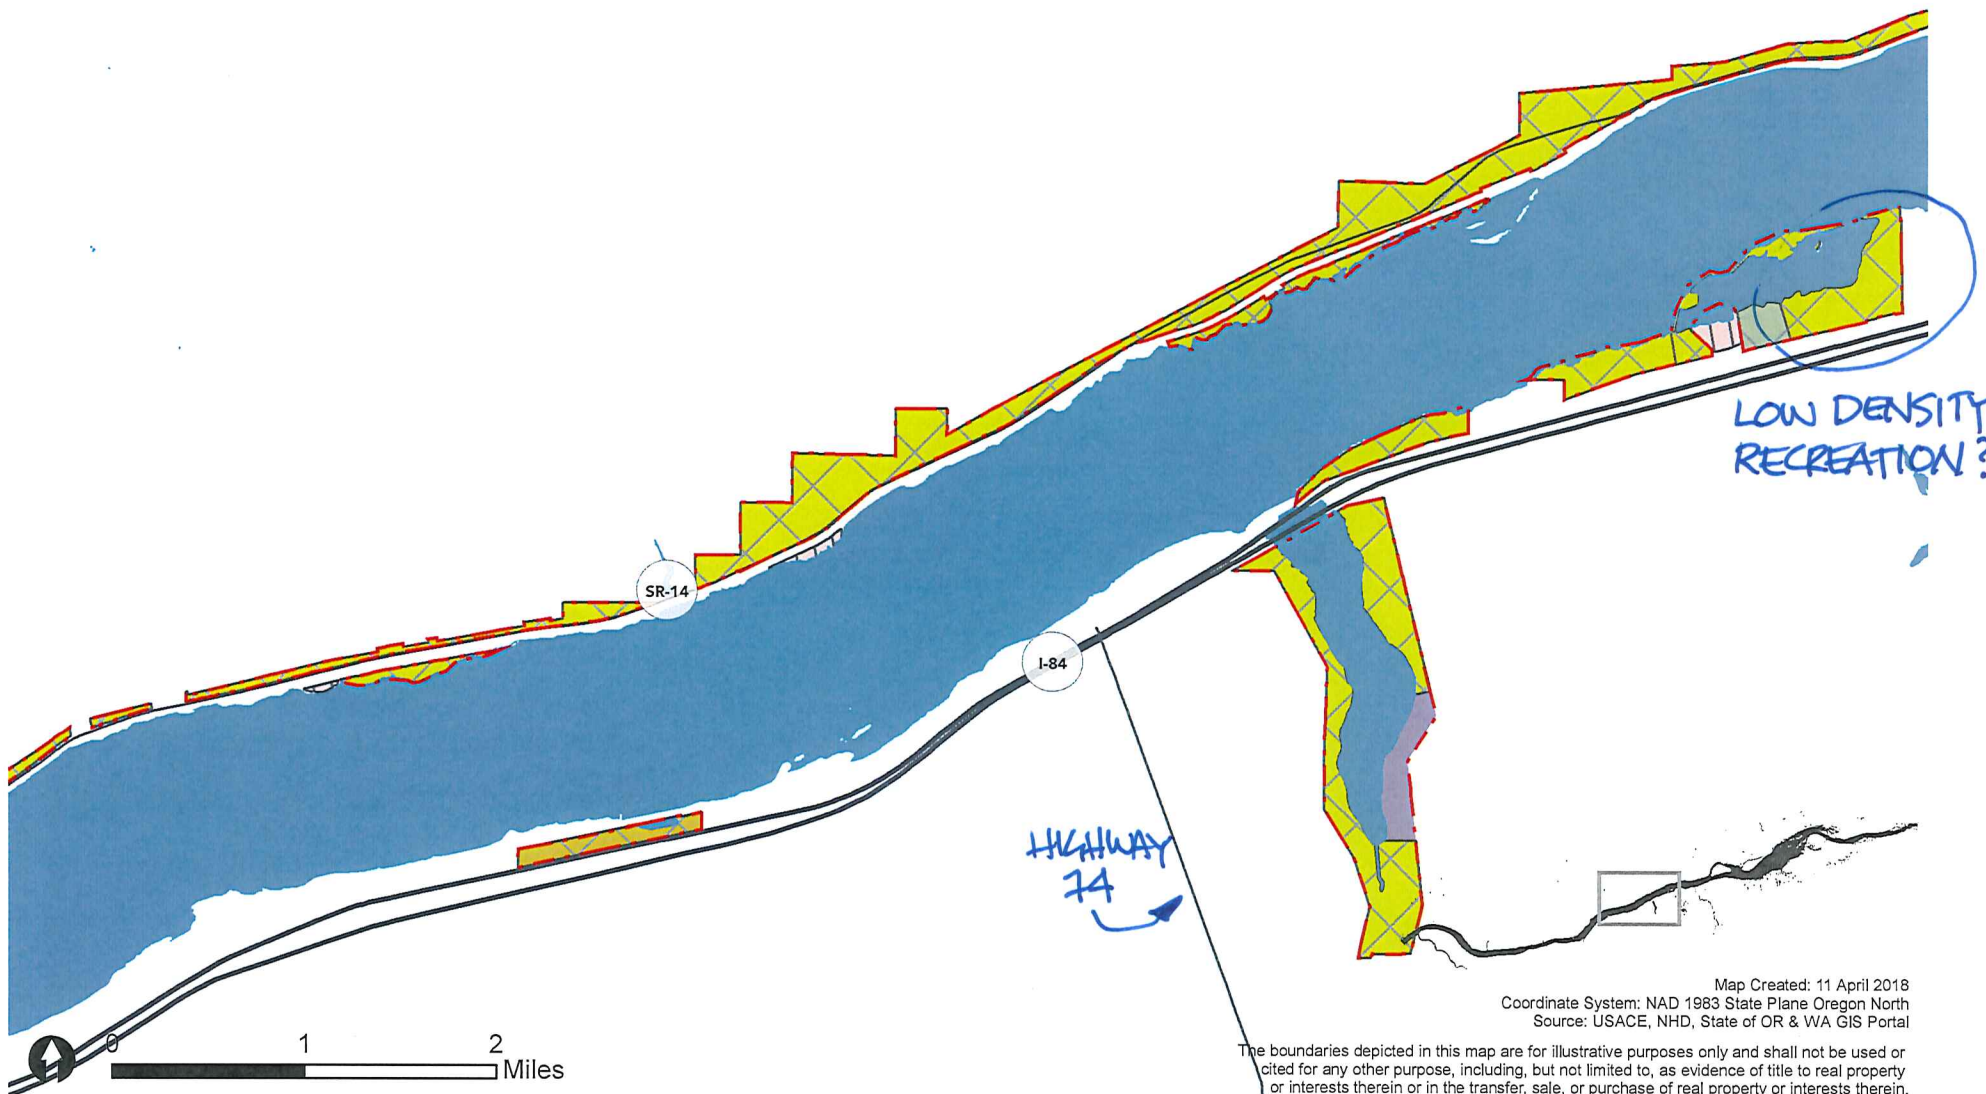 LOW DENSITY
RECREATION?
SR-14
I-84
HIGHWAY
74
Map Created: 11 April 2018
Coordinate System: NAD 1983 State Plane Oregon North
Source: USACE, NHD, State of OR & WA GIS Portal
0 1 2
Miles
The boundaries depicted in this map are for illustrative purposes only and shall not be used or
cited for any other purpose, including, but not limited to, as evidence of title to real property
or interests therein or in the transfer, sale, or purchase of real property or interests therein.